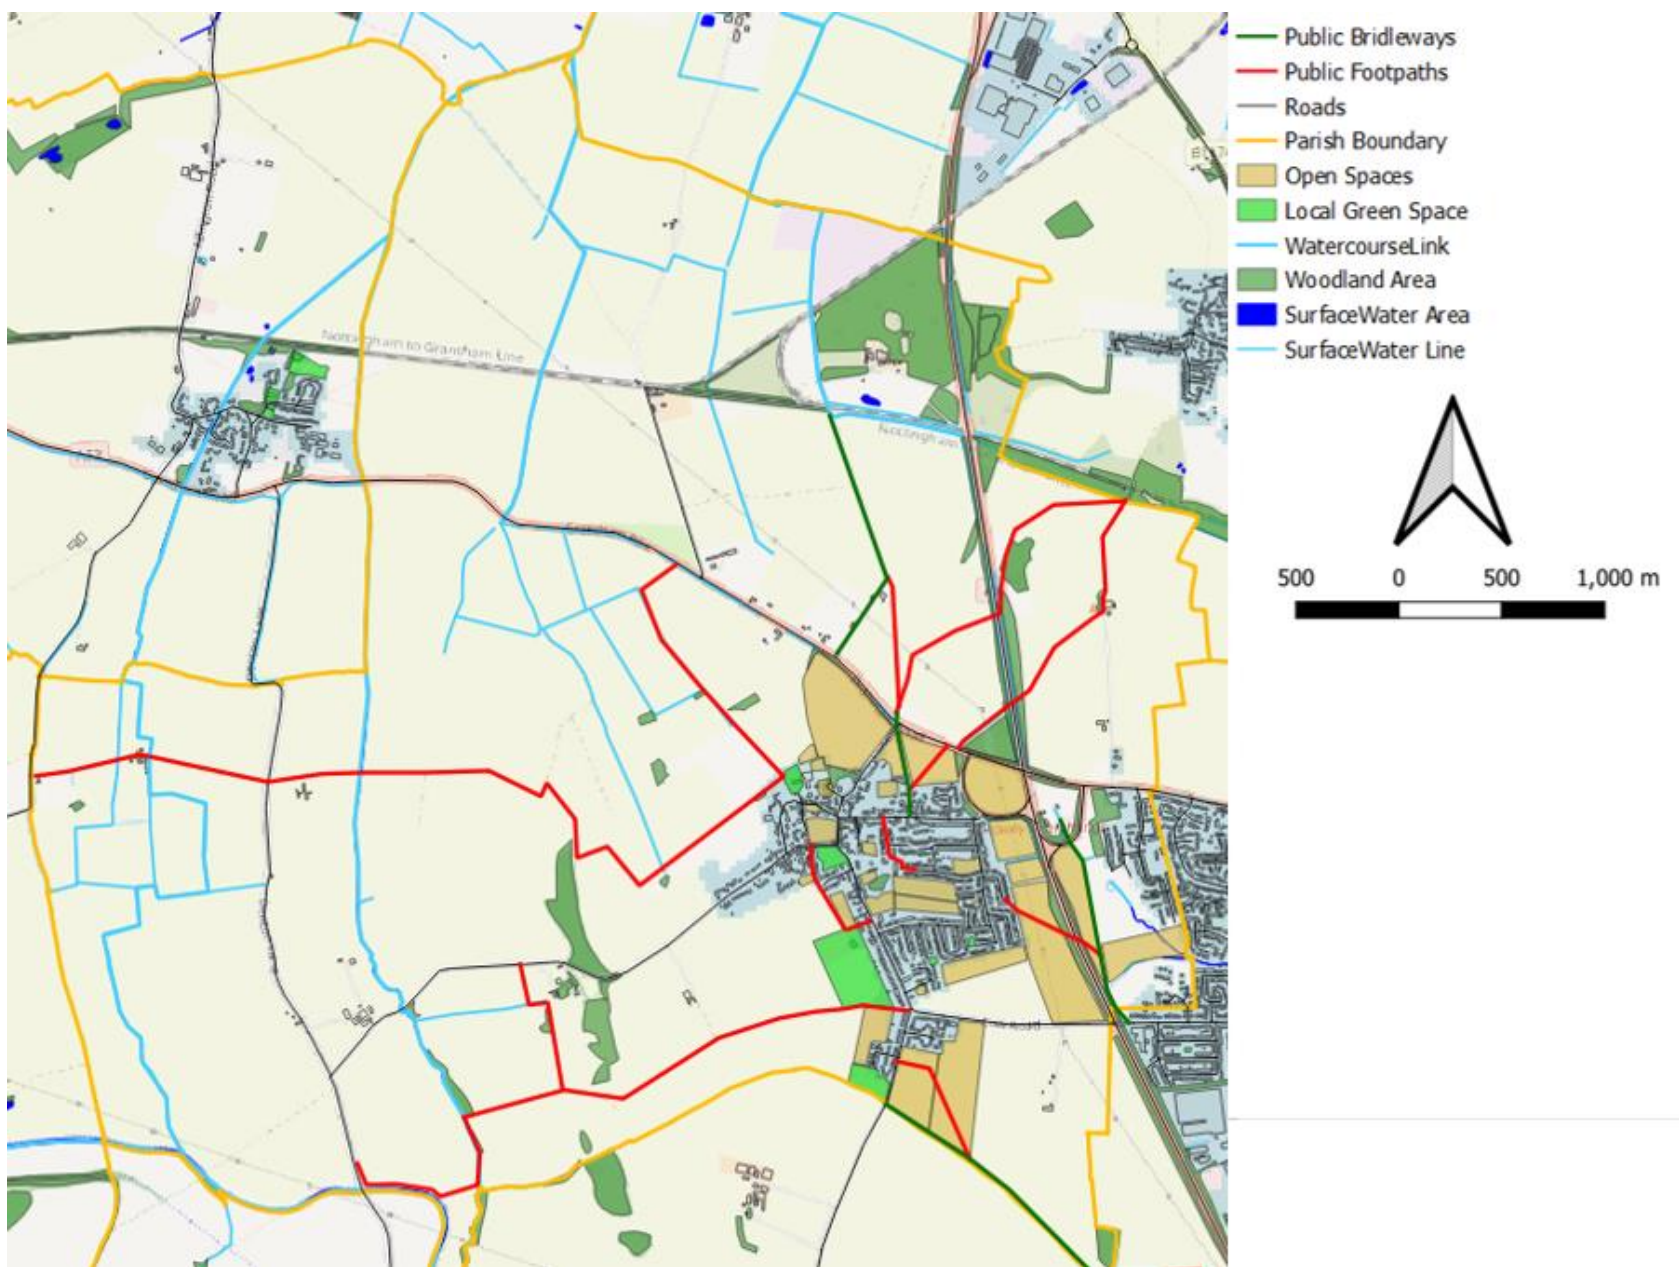 Public Bridleways
Public Footpaths
Roads
Parish Boundary
Open Spaces
Local Green Space
WatercourseLink
Woodland Area
SurfaceWater Area
SurfaceWater Line
Nottingham to Grantham Line
Nottingham
500 0 500 1,000 m